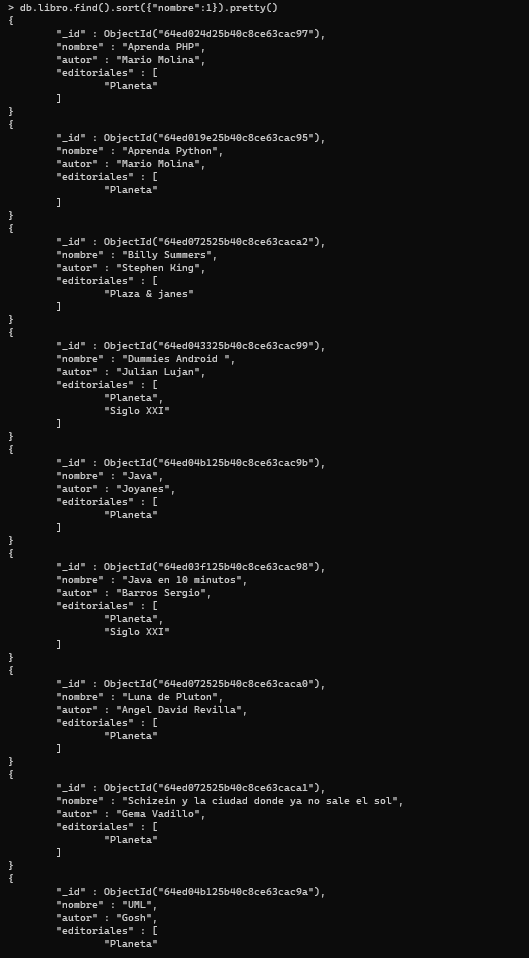 > db.libro.find().sort({"nombre":1}).pretty()
{
        "_id" : ObjectId("64ed024d25b40c8ce63cac97"),
        "nombre" : "Aprenda PHP",
        "autor" : "Mario Molina",
        "editoriales" : [
                "Planeta"
        ]
}
{
        "_id" : ObjectId("64ed019e25b40c8ce63cac95"),
        "nombre" : "Aprenda Python",
        "autor" : "Mario Molina",
        "editoriales" : [
                "Planeta"
        ]
}
{
        "_id" : ObjectId("64ed072525b40c8ce63caca2"),
        "nombre" : "Billy Summers",
        "autor" : "Stephen King",
        "editoriales" : [
                "Plaza & janes"
        ]
}
{
        "_id" : ObjectId("64ed043325b40c8ce63cac99"),
        "nombre" : "Dummies Android ",
        "autor" : "Julian Lujan",
        "editoriales" : [
                "Planeta",
                "Siglo XXI"
        ]
}
{
        "_id" : ObjectId("64ed04b125b40c8ce63cac9b"),
        "nombre" : "Java",
        "autor" : "Joyanes",
        "editoriales" : [
                "Planeta"
        ]
}
{
        "_id" : ObjectId("64ed03f125b40c8ce63cac98"),
        "nombre" : "Java en 10 minutos",
        "autor" : "Barros Sergio",
        "editoriales" : [
                "Planeta",
                "Siglo XXI"
        ]
}
{
        "_id" : ObjectId("64ed072525b40c8ce63caca0"),
        "nombre" : "Luna de Pluton",
        "autor" : "Angel David Revilla",
        "editoriales" : [
                "Planeta"
        ]
}
{
        "_id" : ObjectId("64ed072525b40c8ce63caca1"),
        "nombre" : "Schizein y la ciudad donde ya no sale el sol",
        "autor" : "Gema Vadillo",
        "editoriales" : [
                "Planeta"
        ]
}
{
        "_id" : ObjectId("64ed04b125b40c8ce63cac9a"),
        "nombre" : "UML",
        "autor" : "Gosh",
        "editoriales" : [
                "Planeta"